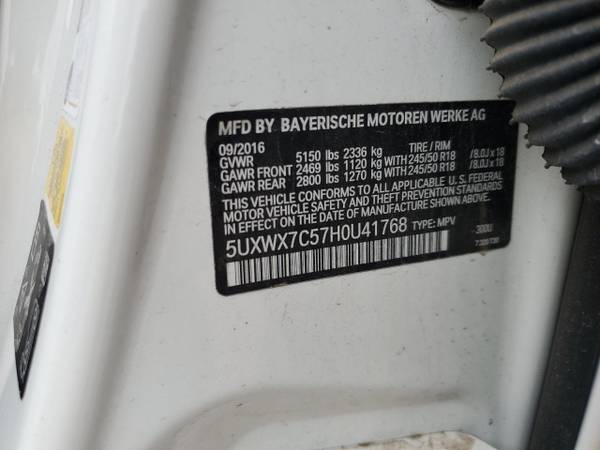 MFD BY BAYERISCHE MOTOREN WERKE AG
09/2016 TIRE / RIM
GVWR 5150 lbs 2336 kg
GAWR FRONT 2469 lbs 1120 kg WITH 245/50 R18 /8.0J x 18
GAWR REAR 2800 lbs 1270 kg WITH 245/50 R18 /8.0J x 18
THIS VEHICLE CONFORMS TO ALL APPLICABLE U.S. FEDERAL
MOTOR VEHICLE SAFETY, BUMPER, AND THEFT PREVENTION STANDARDS
IN EFFECT ON THE DATE OF MANUFACTURE SHOWN ABOVE.
5UXWX7C57H0U41768 TYPE: MPV
300U